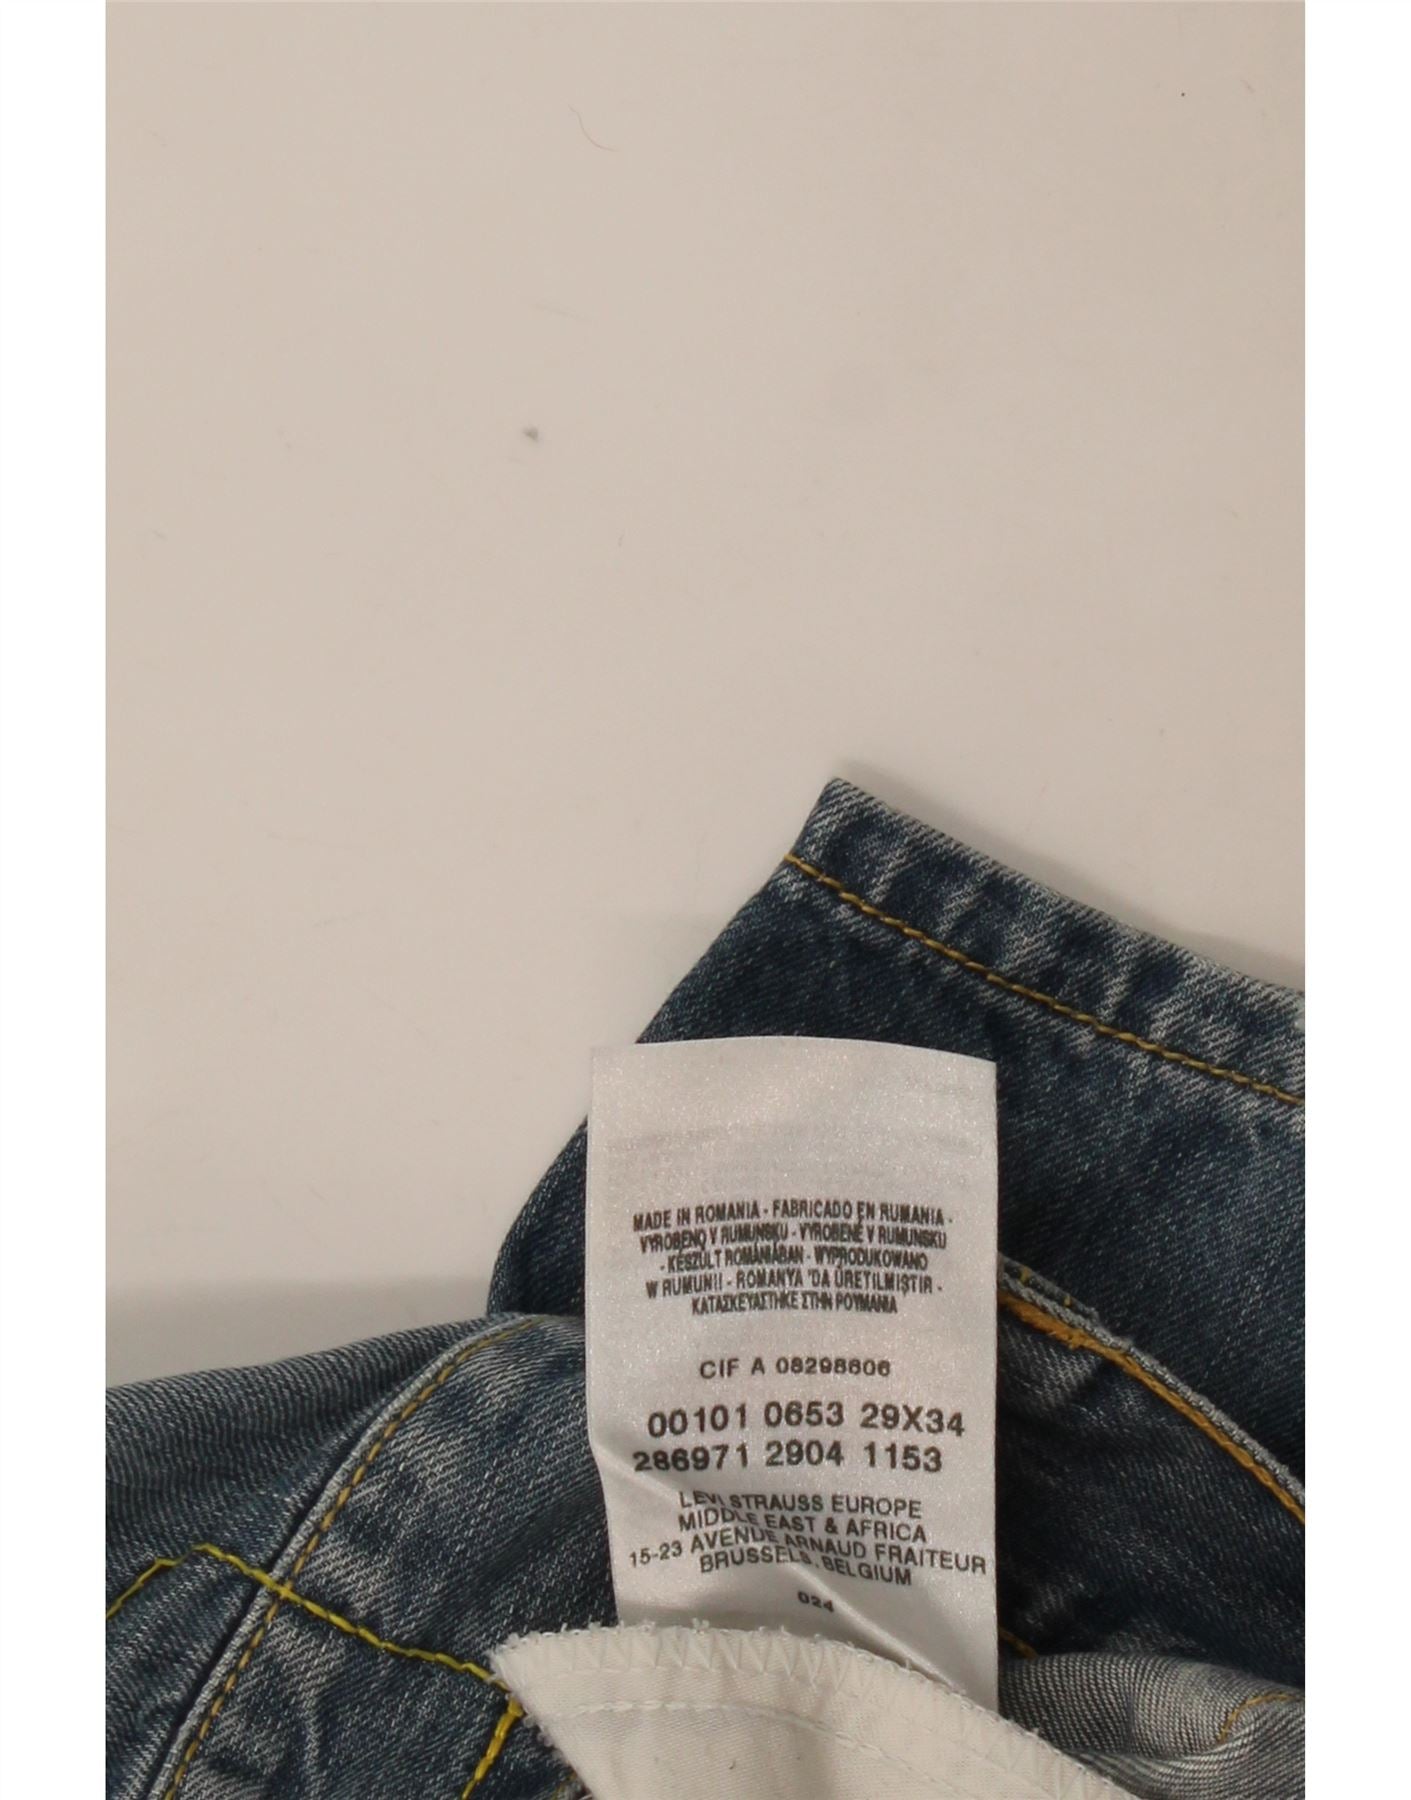 MADE IN ROMANIA - FABRICADO EN RUMANIA -
VYROBENO V RUMUNSKU - VYROBENÉ V RUMUNSKU
- KÉSZÜLT ROMÁNIÁBAN - WYPRODUKOWANO
W RUMUNII - ROMANYA 'DA ÜRETILMIŞTIR -
ΚΑΤΑΣΚΕΥΑΣΤΗΚΕ ΣΤΗΝ ΡΟΥΜΑΝΙΑ
CIF A 08298606
00101 0653 29X34
286971 2904 1153
LEVI STRAUSS EUROPE
MIDDLE EAST & AFRICA
15-23 AVENUE ARNAUD FRAITEUR
BRUSSELS, BELGIUM
024